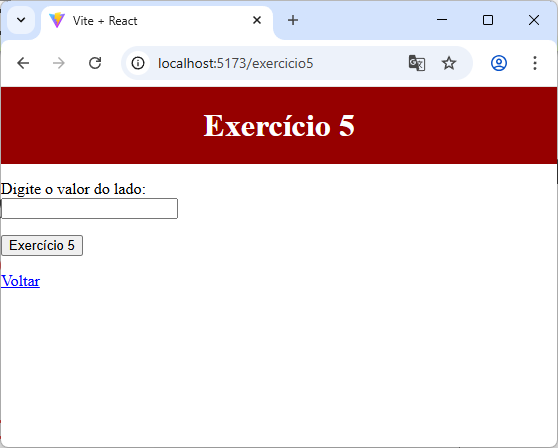 Vite + React
localhost:5173/exercicio5
Exercício 5
Digite o valor do lado:
Exercício 5
Voltar